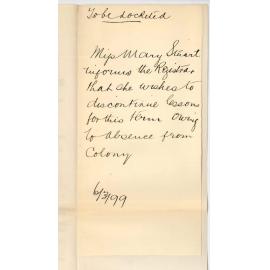 To be docketed
Miss Mary Stuart
informs the Registrar
that she wishes to
discontinue lessons
for this term owing
to absence from
Colony
6/3/99